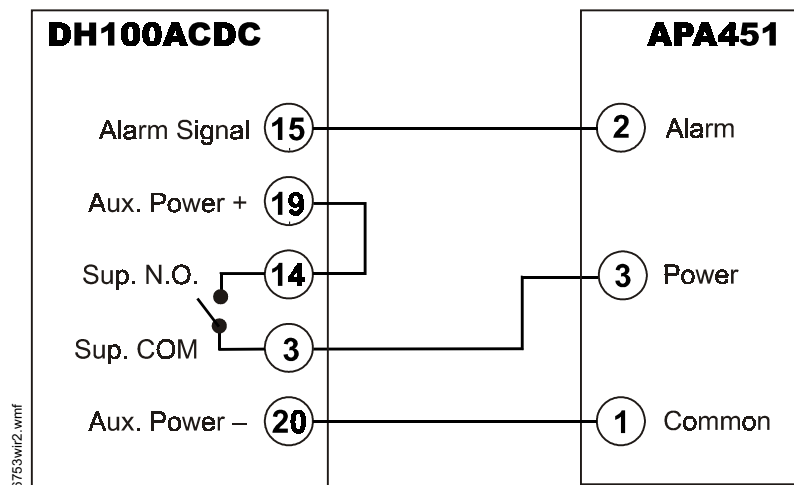 DH100ACDC
APA451
Alarm Signal 15
2 Alarm
Aux. Power + 19
Sup. N.O. 14
3 Power
Sup. COM 3
Aux. Power – 20
1 Common
6753wir2.wmf